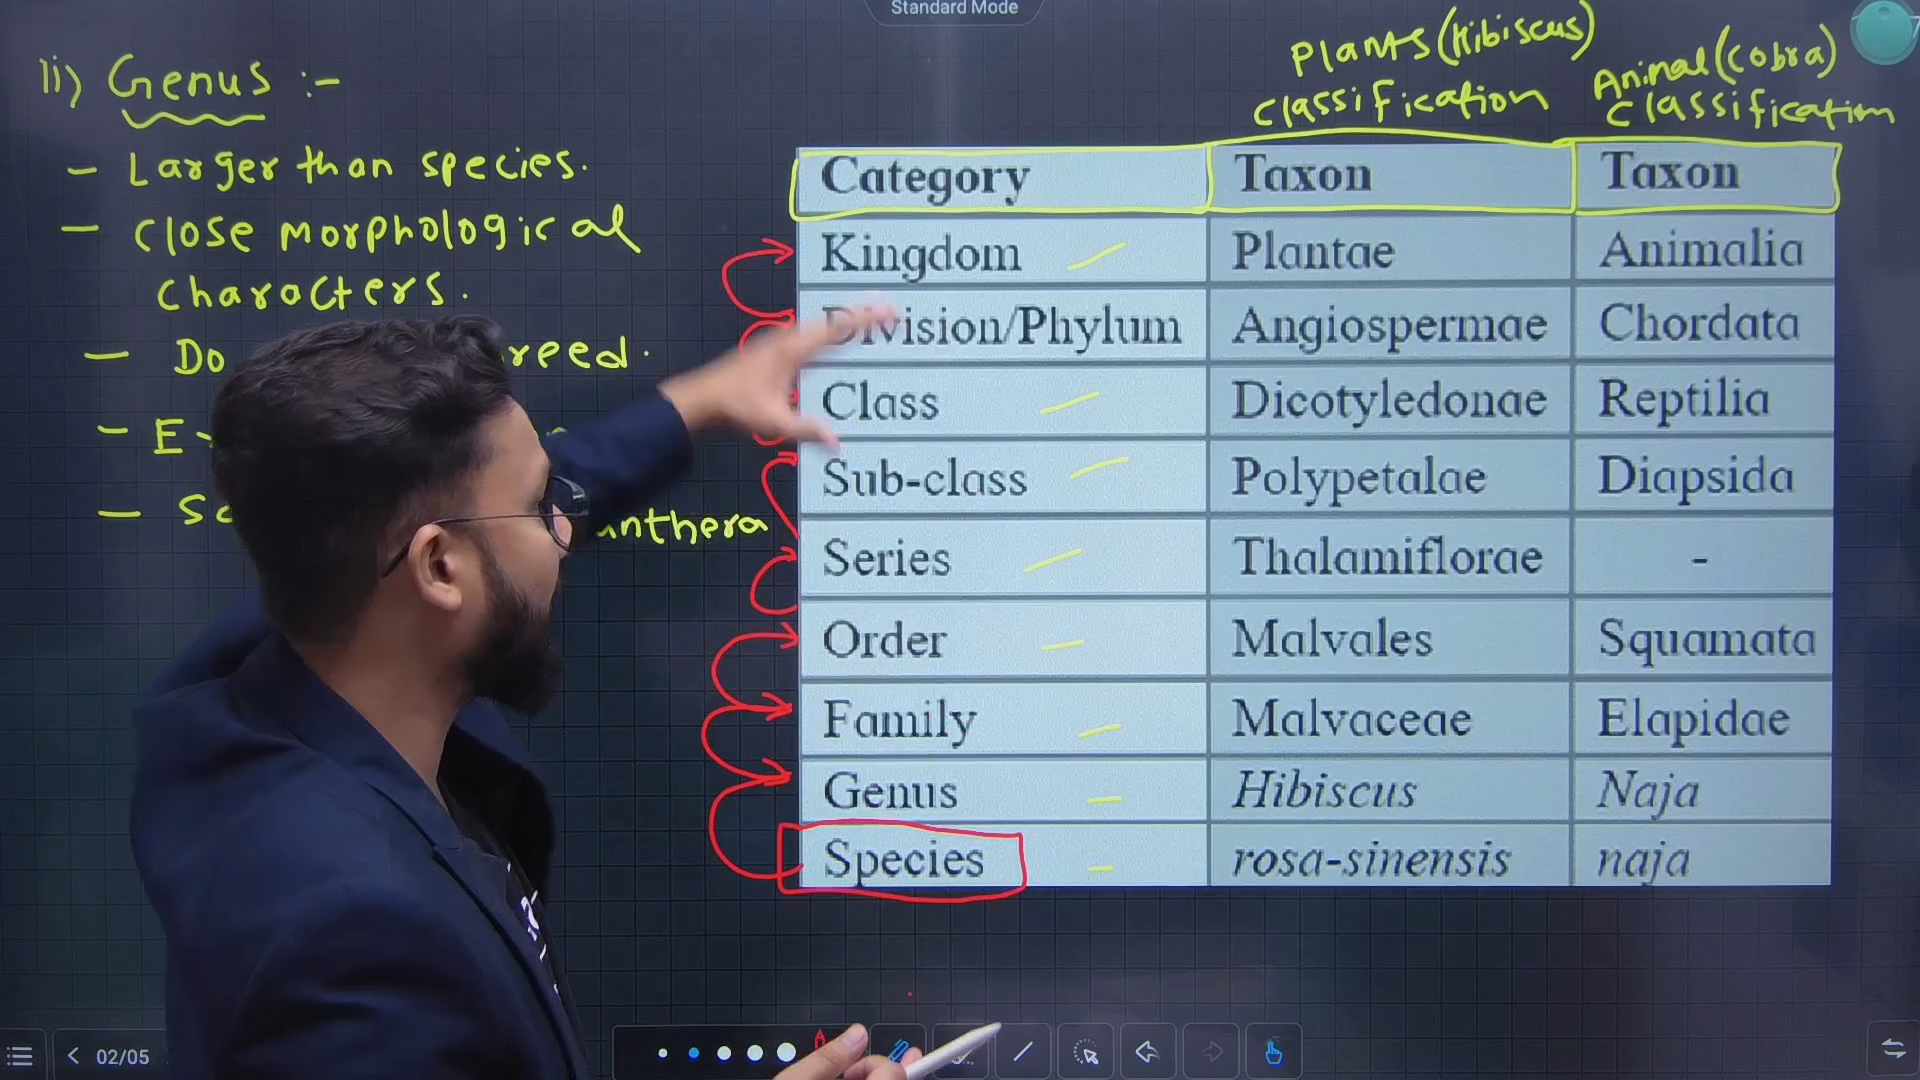 Standard Mode
ii) Genus :-
- Larger than species.
- Close morphological
characters.
- Do
- E
- S
Plants (Hibiscus)
Classification
Animal (Cobra)
Classification
Category Taxon Taxon
Kingdom Plantae Animalia
Division/Phylum Angiospermae Chordata
Class Dicotyledonae Reptilia
Sub-class Polypetalae Diapsida
Series Thalamiflorae -
Order Malvales Squamata
Family Malvaceae Elapidae
Genus Hibiscus Naja
Species rosa-sinensis naja
02/05